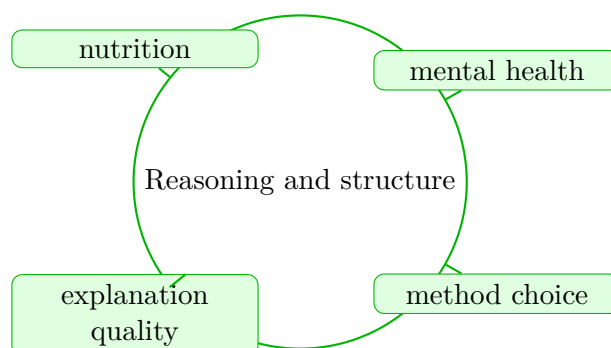 nutrition
mental health
Reasoning and structure
explanation
quality
method choice